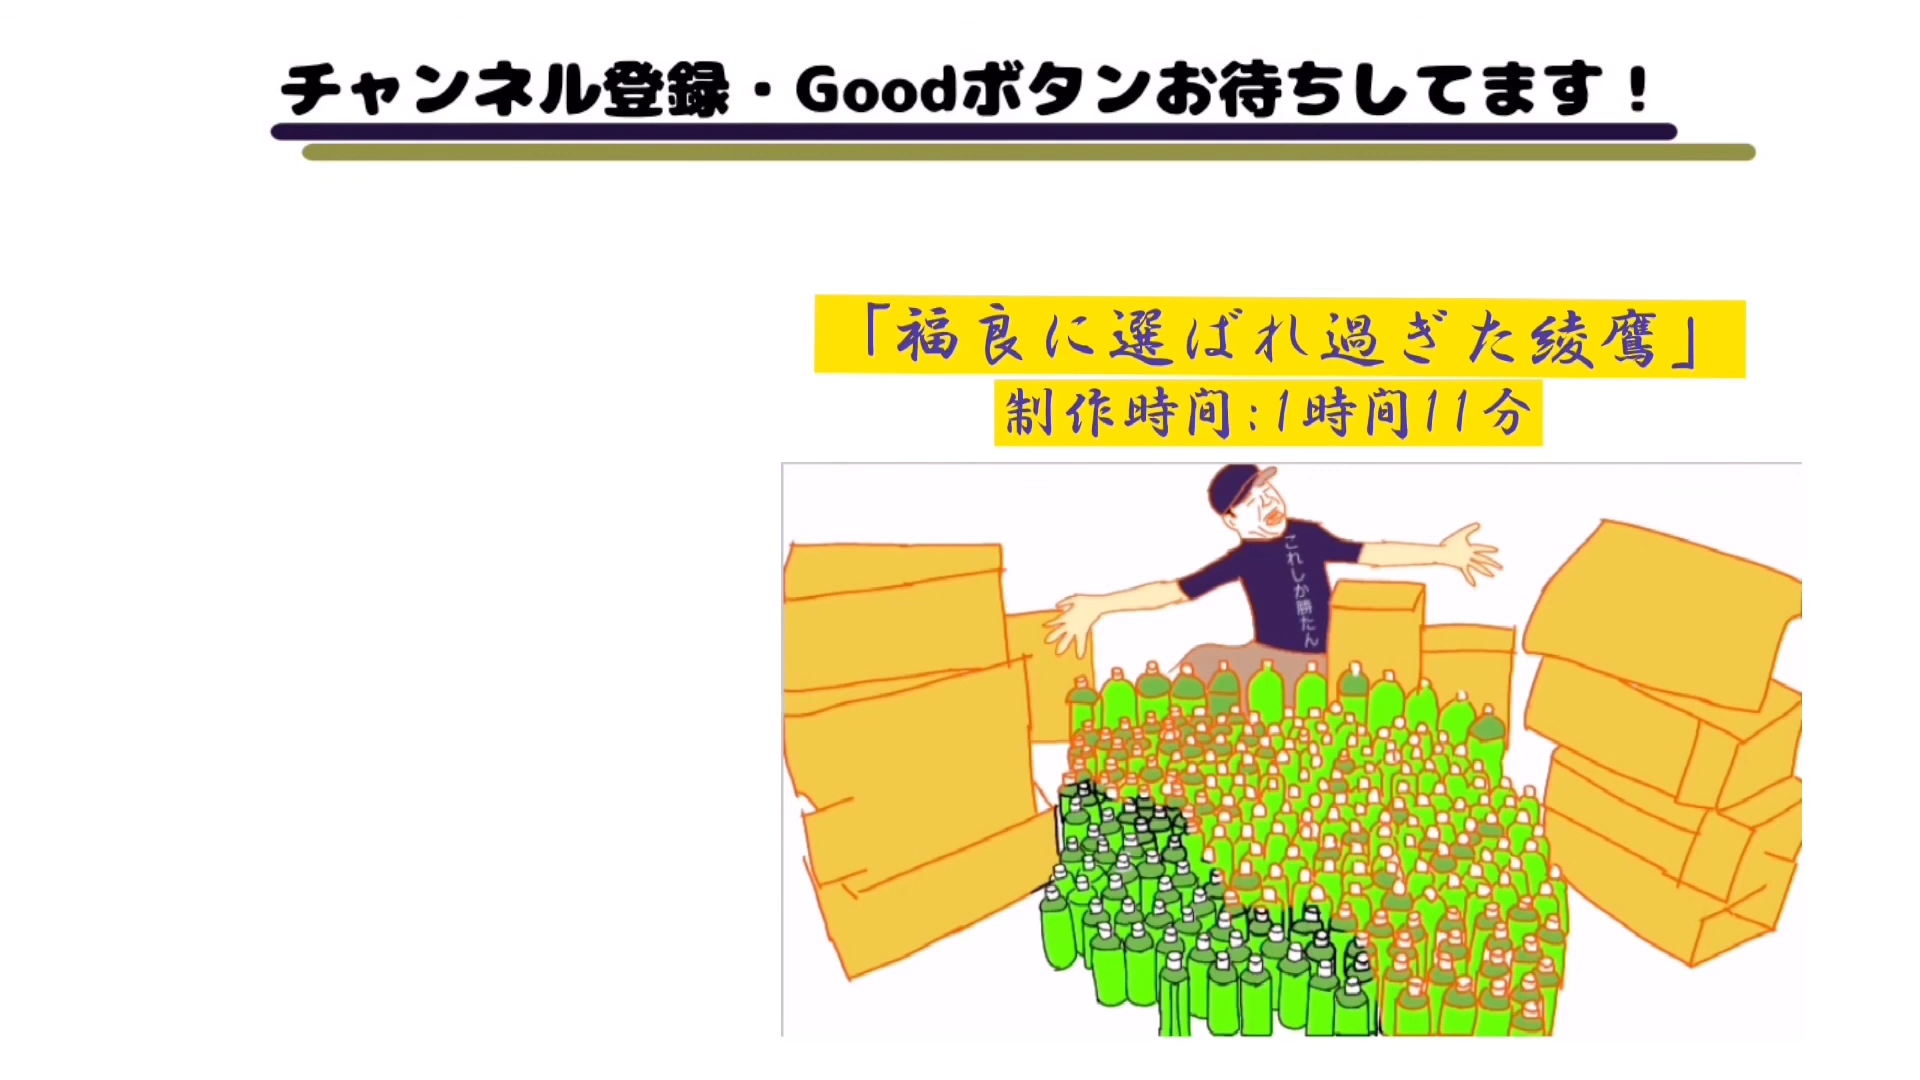 チャンネル登録・Goodボタンお待ちしてます！
「福良に選ばれ過ぎた綾鷹」
制作時間:1時間11分
これしか勝たん